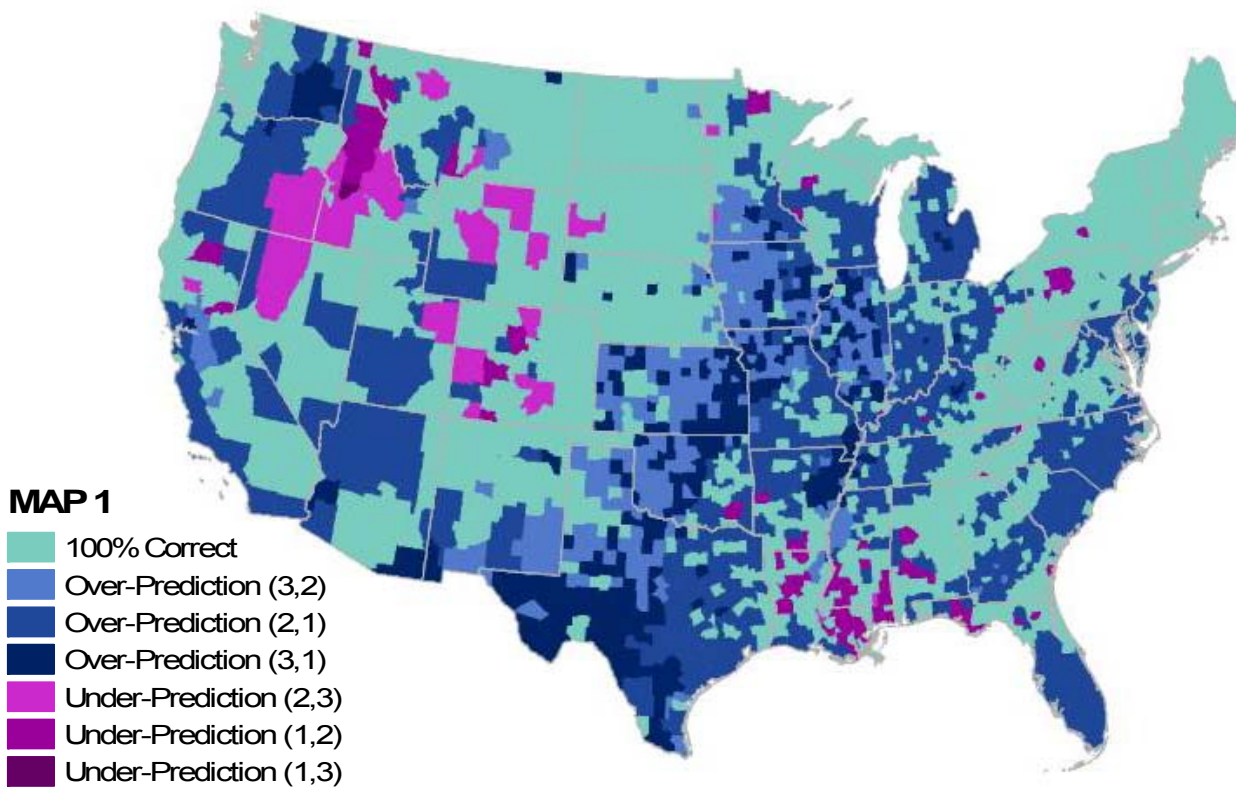 MAP 1
100% Correct
Over-Prediction (3,2)
Over-Prediction (2,1)
Over-Prediction (3,1)
Under-Prediction (2,3)
Under-Prediction (1,2)
Under-Prediction (1,3)